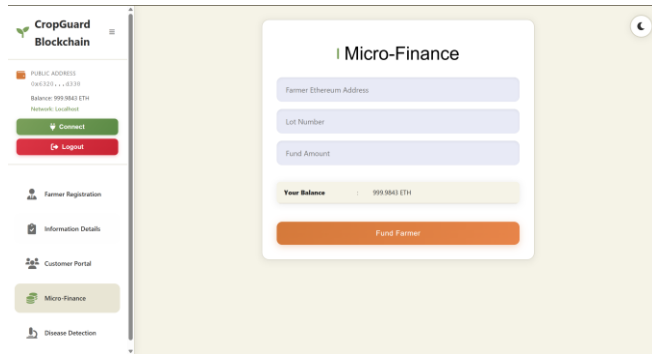 CropGuard
Blockchain
PUBLIC ADDRESS
0x6320...d339
Balance: 999.9843 ETH
Network: Localhost
Connect
Logout
Farmer Registration
Information Details
Customer Portal
Micro-Finance
Disease Detection
Micro-Finance
Farmer Ethereum Address
Lot Number
Fund Amount
Your Balance : 999.9843 ETH
Fund Farmer